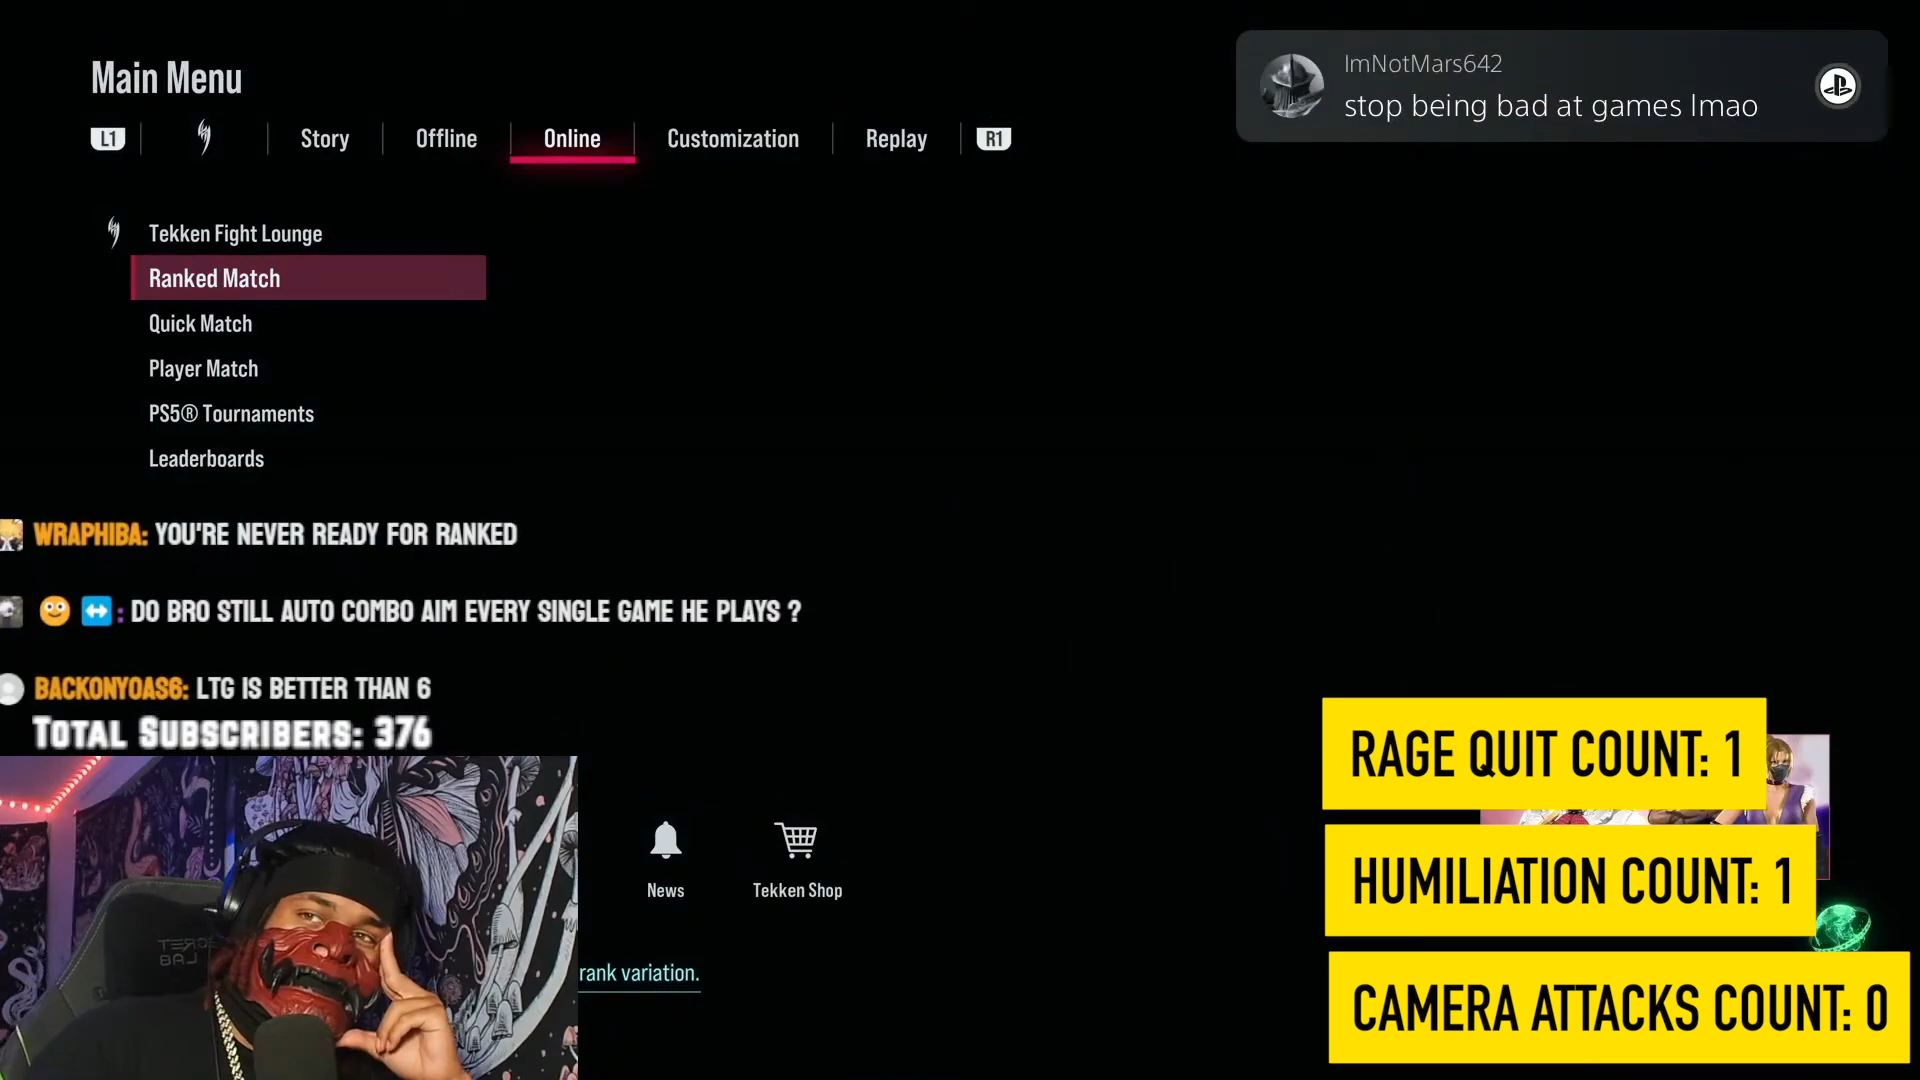 Main Menu
ImNotMars642
stop being bad at games lmao
L1
Story
Offline
Online
Customization
Replay
R1
Tekken Fight Lounge
Ranked Match
Quick Match
Player Match
PS5® Tournaments
Leaderboards
WRAPHIBA: YOU'RE NEVER READY FOR RANKED
: DO BRO STILL AUTO COMBO AIM EVERY SINGLE GAME HE PLAYS ?
BACKONYOAS6: LTG IS BETTER THAN 6
TOTAL SUBSCRIBERS: 376
RAGE QUIT COUNT: 1
HUMILIATION COUNT: 1
CAMERA ATTACKS COUNT: 0
News
Tekken Shop
rank variation.